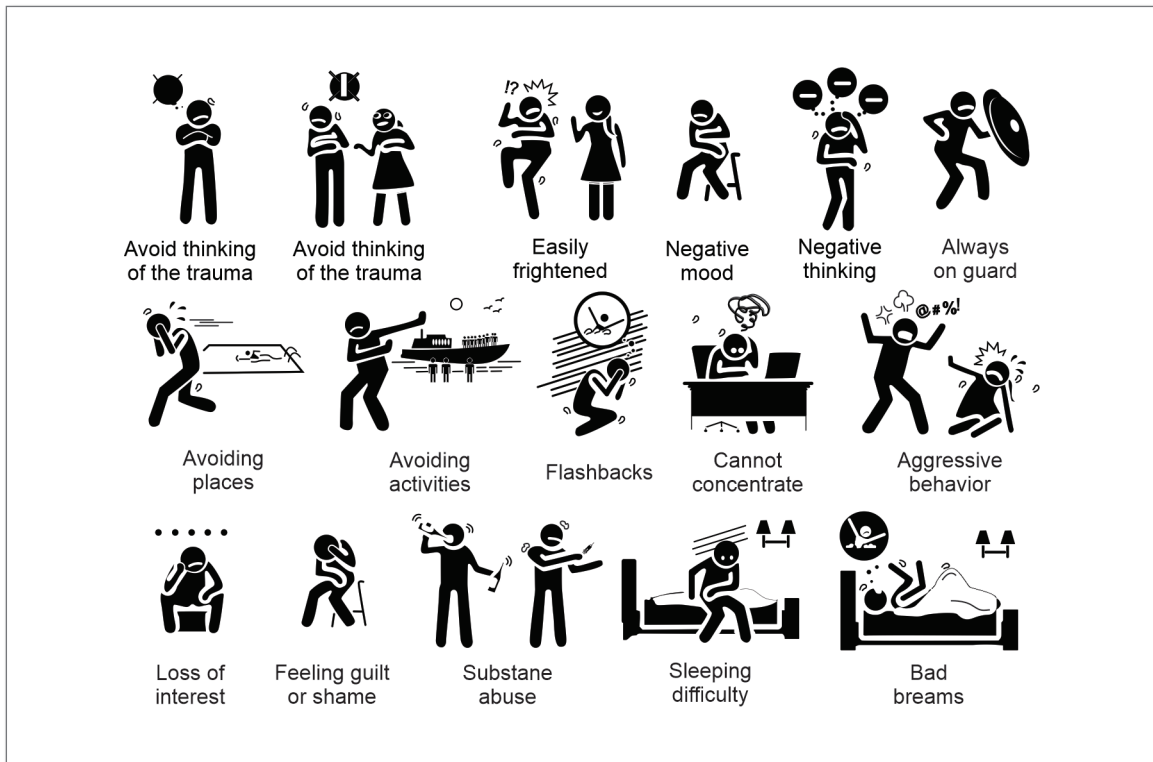 !?
Avoid thinking
of the trauma
Avoid thinking
of the trauma
Easily
frightened
Negative
mood
Negative
thinking
Always
on guard
@#%!
Avoiding
places
Avoiding
activities
Flashbacks
Cannot
concentrate
Aggressive
behavior
Loss of
interest
Feeling guilt
or shame
Substane
abuse
Sleeping
difficulty
Bad
breams